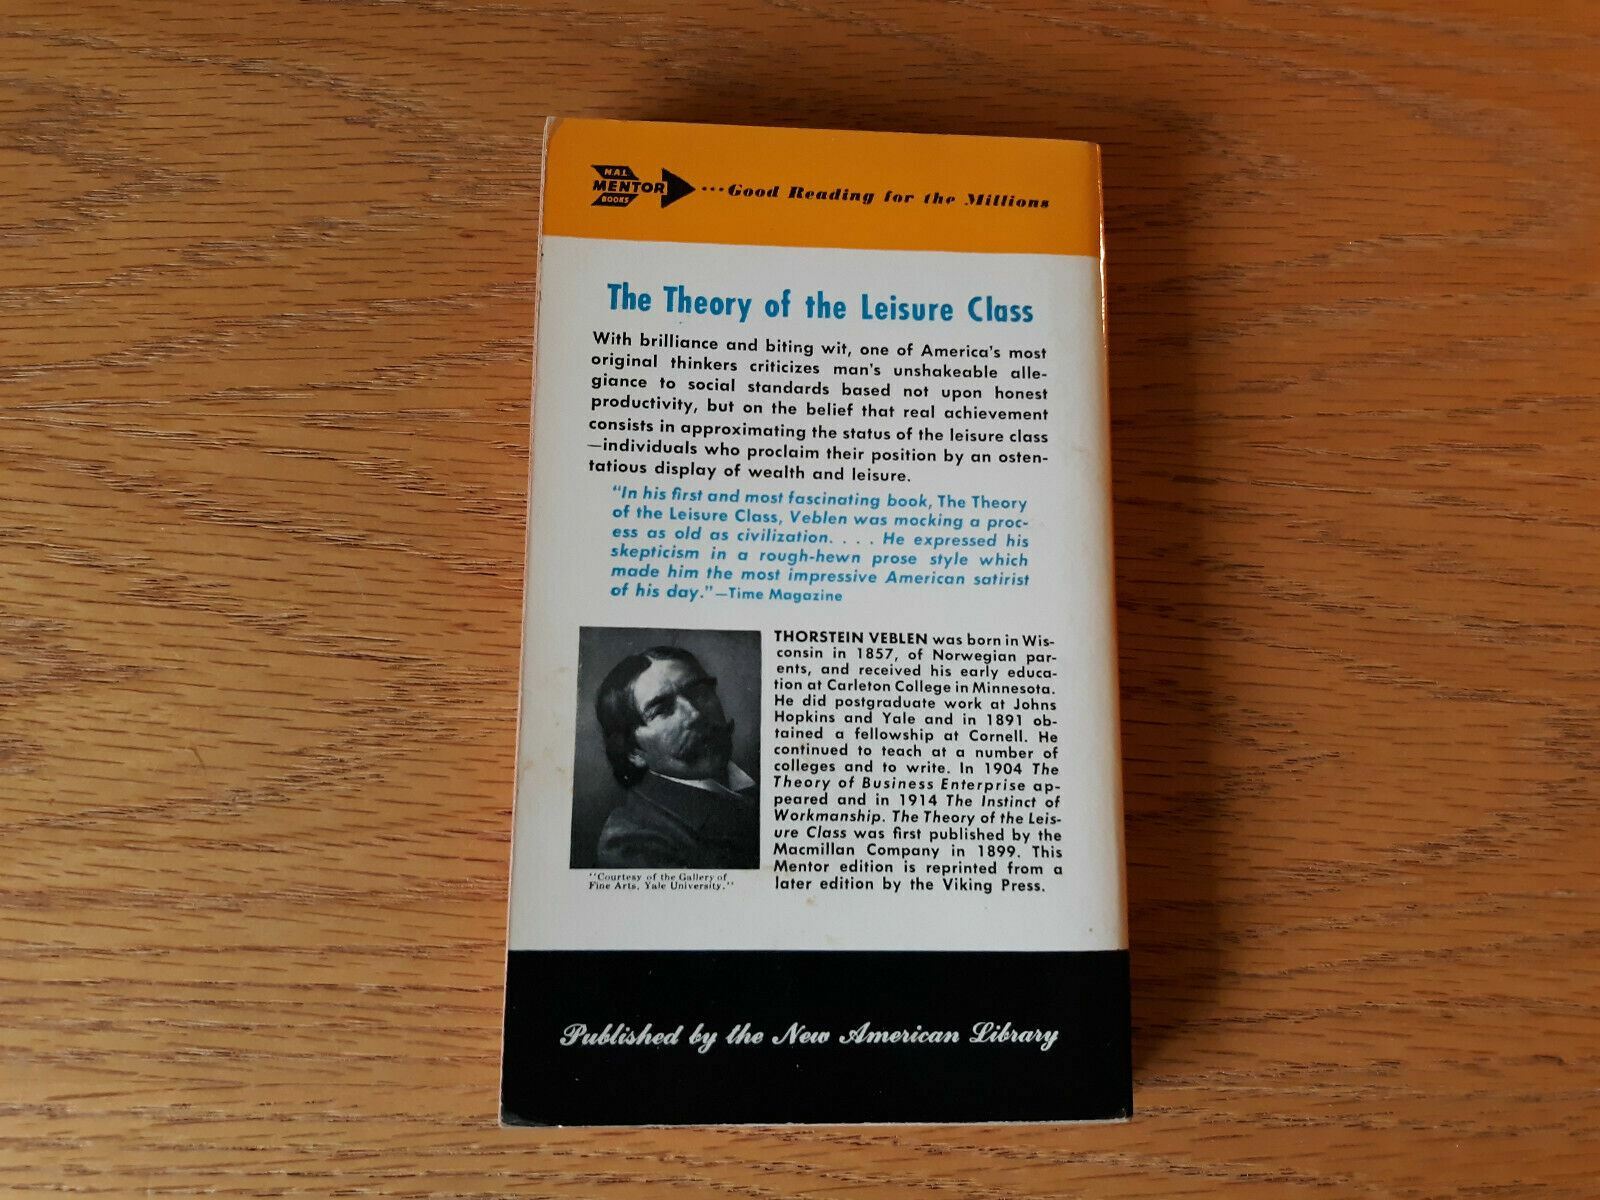 N.A.L
MENTOR
BOOKS
...Good Reading for the Millions
The Theory of the Leisure Class
With brilliance and biting wit, one of America's most
original thinkers criticizes man's unshakeable alle-
giance to social standards based not upon honest
productivity, but on the belief that real achievement
consists in approximating the status of the leisure class
—individuals who proclaim their position by an osten-
tatious display of wealth and leisure.
"In his first and most fascinating book, The Theory
of the Leisure Class, Veblen was mocking a proc-
ess as old as civilization. . . . He expressed his
skepticism in a rough-hewn prose style which
made him the most impressive American satirist
of his day."—Time Magazine
THORSTEIN VEBLEN was born in Wis-
consin in 1857, of Norwegian par-
ents, and received his early educa-
tion at Carleton College in Minnesota.
He did postgraduate work at Johns
Hopkins and Yale and in 1891 ob-
tained a fellowship at Cornell. He
continued to teach at a number of
colleges and to write. In 1904 The
Theory of Business Enterprise ap-
peared and in 1914 The Instinct of
Workmanship. The Theory of the Leis-
ure Class was first published by the
Macmillan Company in 1899. This
Mentor edition is reprinted from a
later edition by the Viking Press.
"Courtesy of the Gallery of
Fine Arts, Yale University."
Published by the New American Library